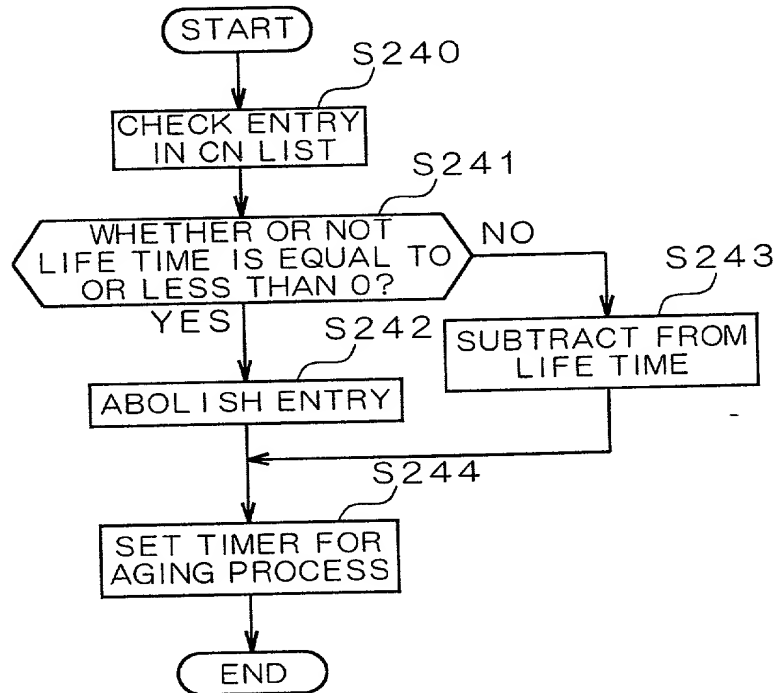 START
S240
CHECK ENTRY
IN CN LIST
S241
WHETHER OR NOT
LIFE TIME IS EQUAL TO
OR LESS THAN 0?
NO
YES
S242
S243
ABOLISH ENTRY
SUBTRACT FROM
LIFE TIME
S244
SET TIMER FOR
AGING PROCESS
END